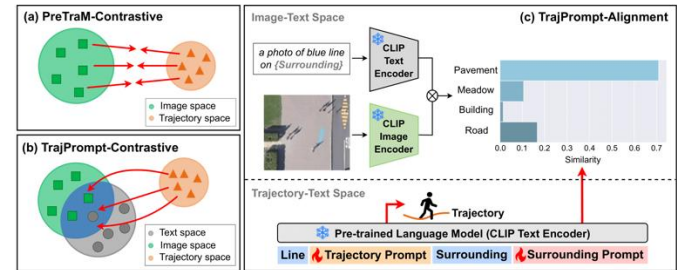 (a) PreTraM-Contrastive
Image space
Trajectory space
(b) TrajPrompt-Contrastive
Text space
Image space
Trajectory space
Image-Text Space
(c) TrajPrompt-Alignment
a photo of blue line
on {Surrounding}
CLIP
Text
Encoder
CLIP
Image
Encoder
Pavement
Meadow
Building
Road
0.0 0.1 0.2 0.3 0.4 0.5 0.6 0.7
Similarity
Trajectory-Text Space
Trajectory
Pre-trained Language Model (CLIP Text Encoder)
Line Trajectory Prompt Surrounding Surrounding Prompt